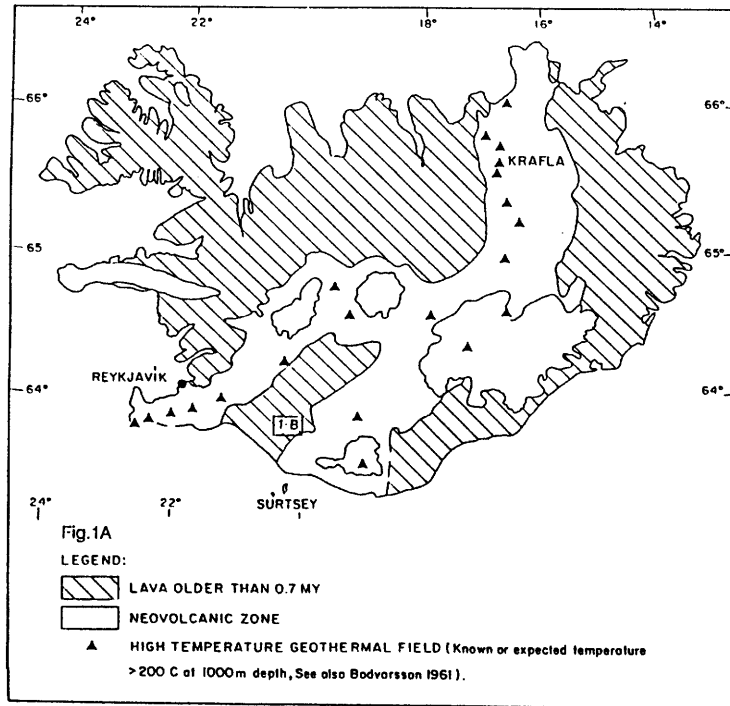 24° 22° 18° 16° 14°
66° 66°
KRAFLA
65 65°
REYKJAVÍK
64° 64°
1-B
SURTSEY
24° 22°
Fig.1A
LEGEND:
LAVA OLDER THAN 0.7 MY
NEOVOLCANIC ZONE
HIGH TEMPERATURE GEOTHERMAL FIELD (Known or expected temperature
>200 C at 1000m depth, See also Bodvarsson 1961).